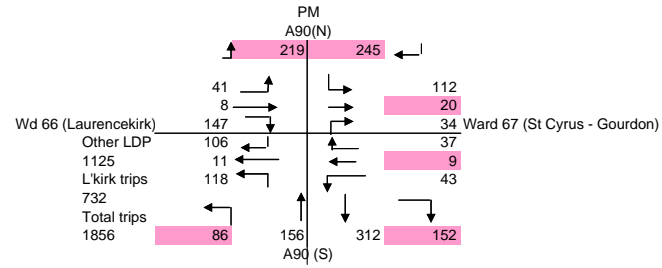 PM
A90(N)
219 245
41 112
8 20
Wd 66 (Laurencekirk) 147 34 Ward 67 (St Cyrus - Gourdon)
Other LDP 106 37
1125 11 9
L'kirk trips 118 43
732
Total trips
1856 86 156 312 152
A90 (S)